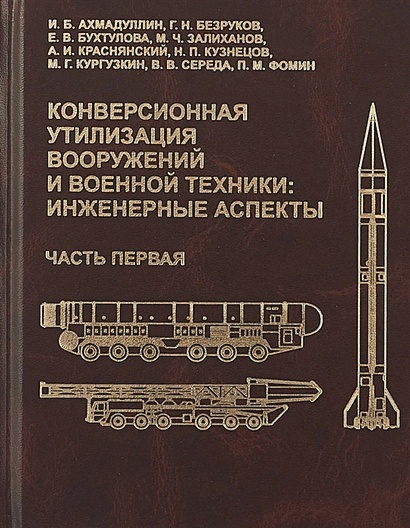 И. Б. АХМАДУЛЛИН, Г. Н. БЕЗРУКОВ,
Е. В. БУХТУЛОВА, М. Ч. ЗАЛИХАНОВ,
А. И. КРАСНЯНСКИЙ, Н. П. КУЗНЕЦОВ,
М. Г. КУРГУЗКИН, В. В. СЕРЕДА, П. М. ФОМИН
КОНВЕРСИОННАЯ
УТИЛИЗАЦИЯ
ВООРУЖЕНИЙ
И ВОЕННОЙ ТЕХНИКИ:
ИНЖЕНЕРНЫЕ АСПЕКТЫ
ЧАСТЬ ПЕРВАЯ